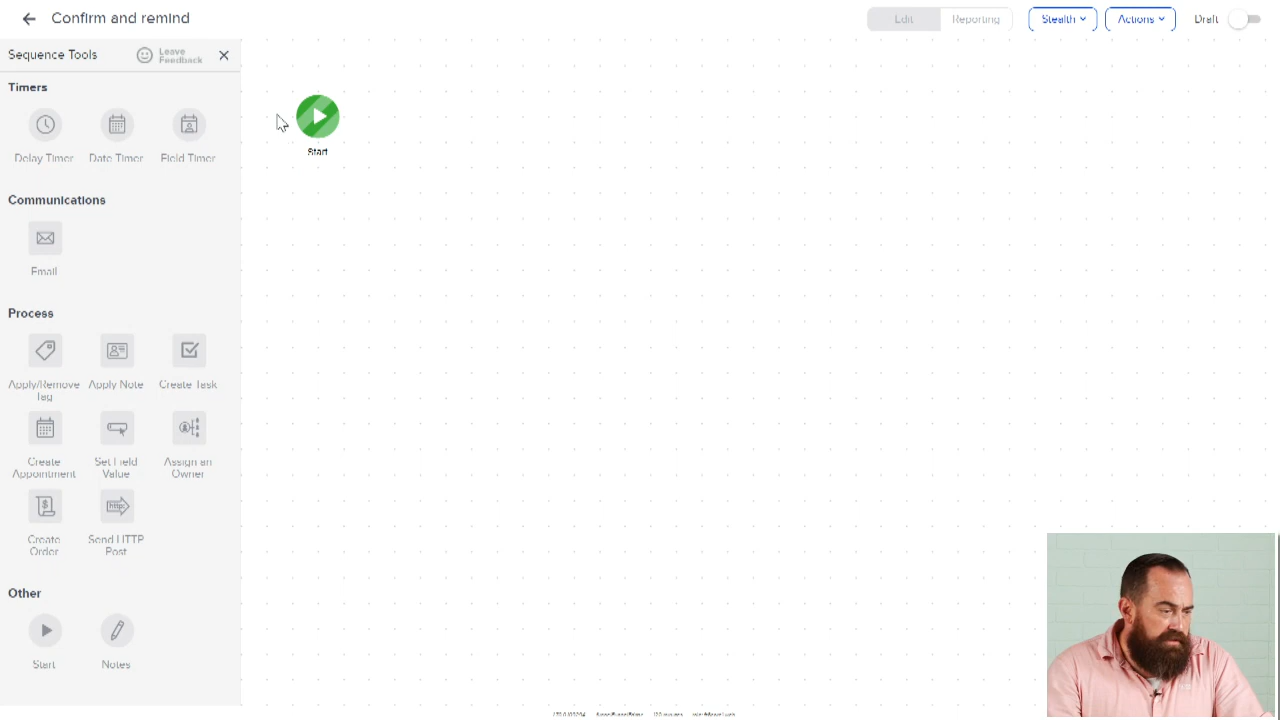 Confirm and remind
Edit
Reporting
Stealth
Actions
Draft
Sequence Tools
Leave
Feedback
Timers
Delay Timer
Date Timer
Field Timer
Start
Communications
Email
Process
Apply/Remove
Tag
Apply Note
Create Task
Create
Appointment
Set Field
Value
Assign an
Owner
http:
Create
Order
Send HTTP
Post
Other
Start
Notes